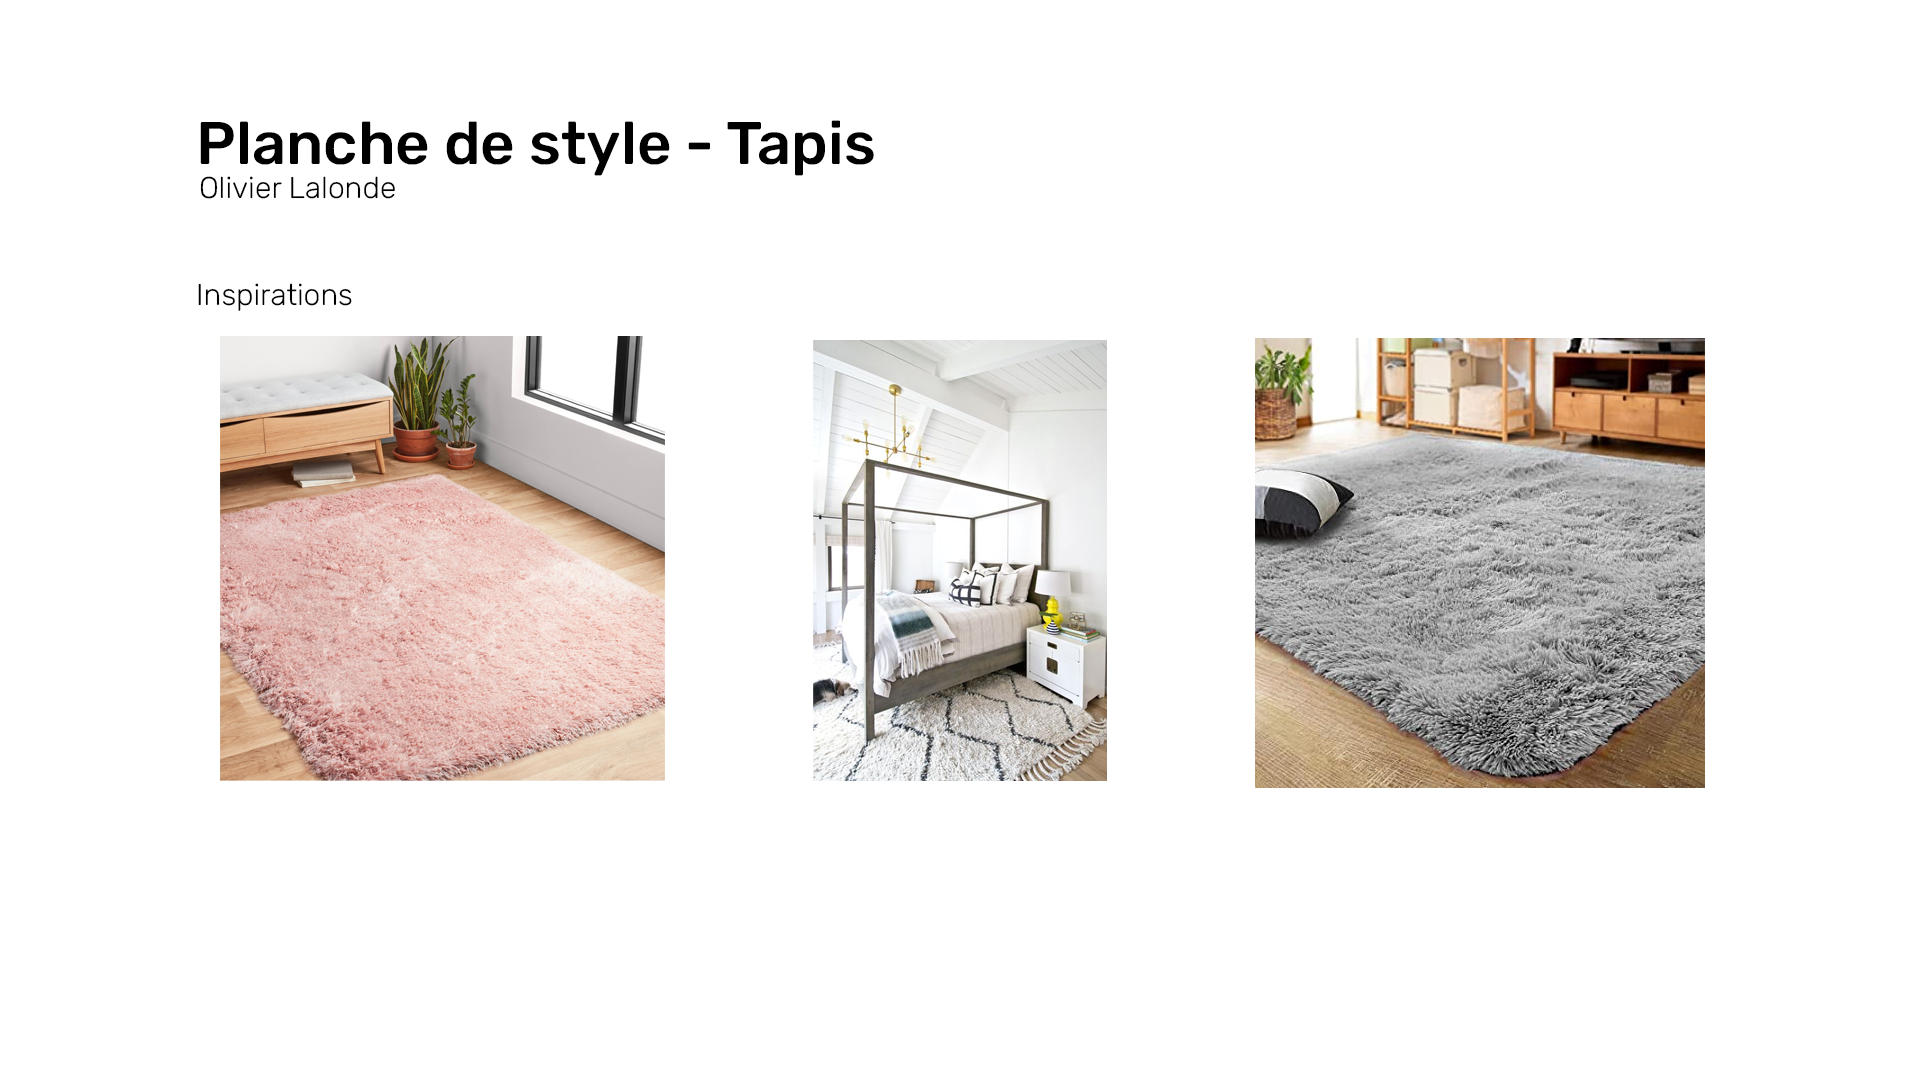 Planche de style - Tapis
Olivier Lalonde
Inspirations